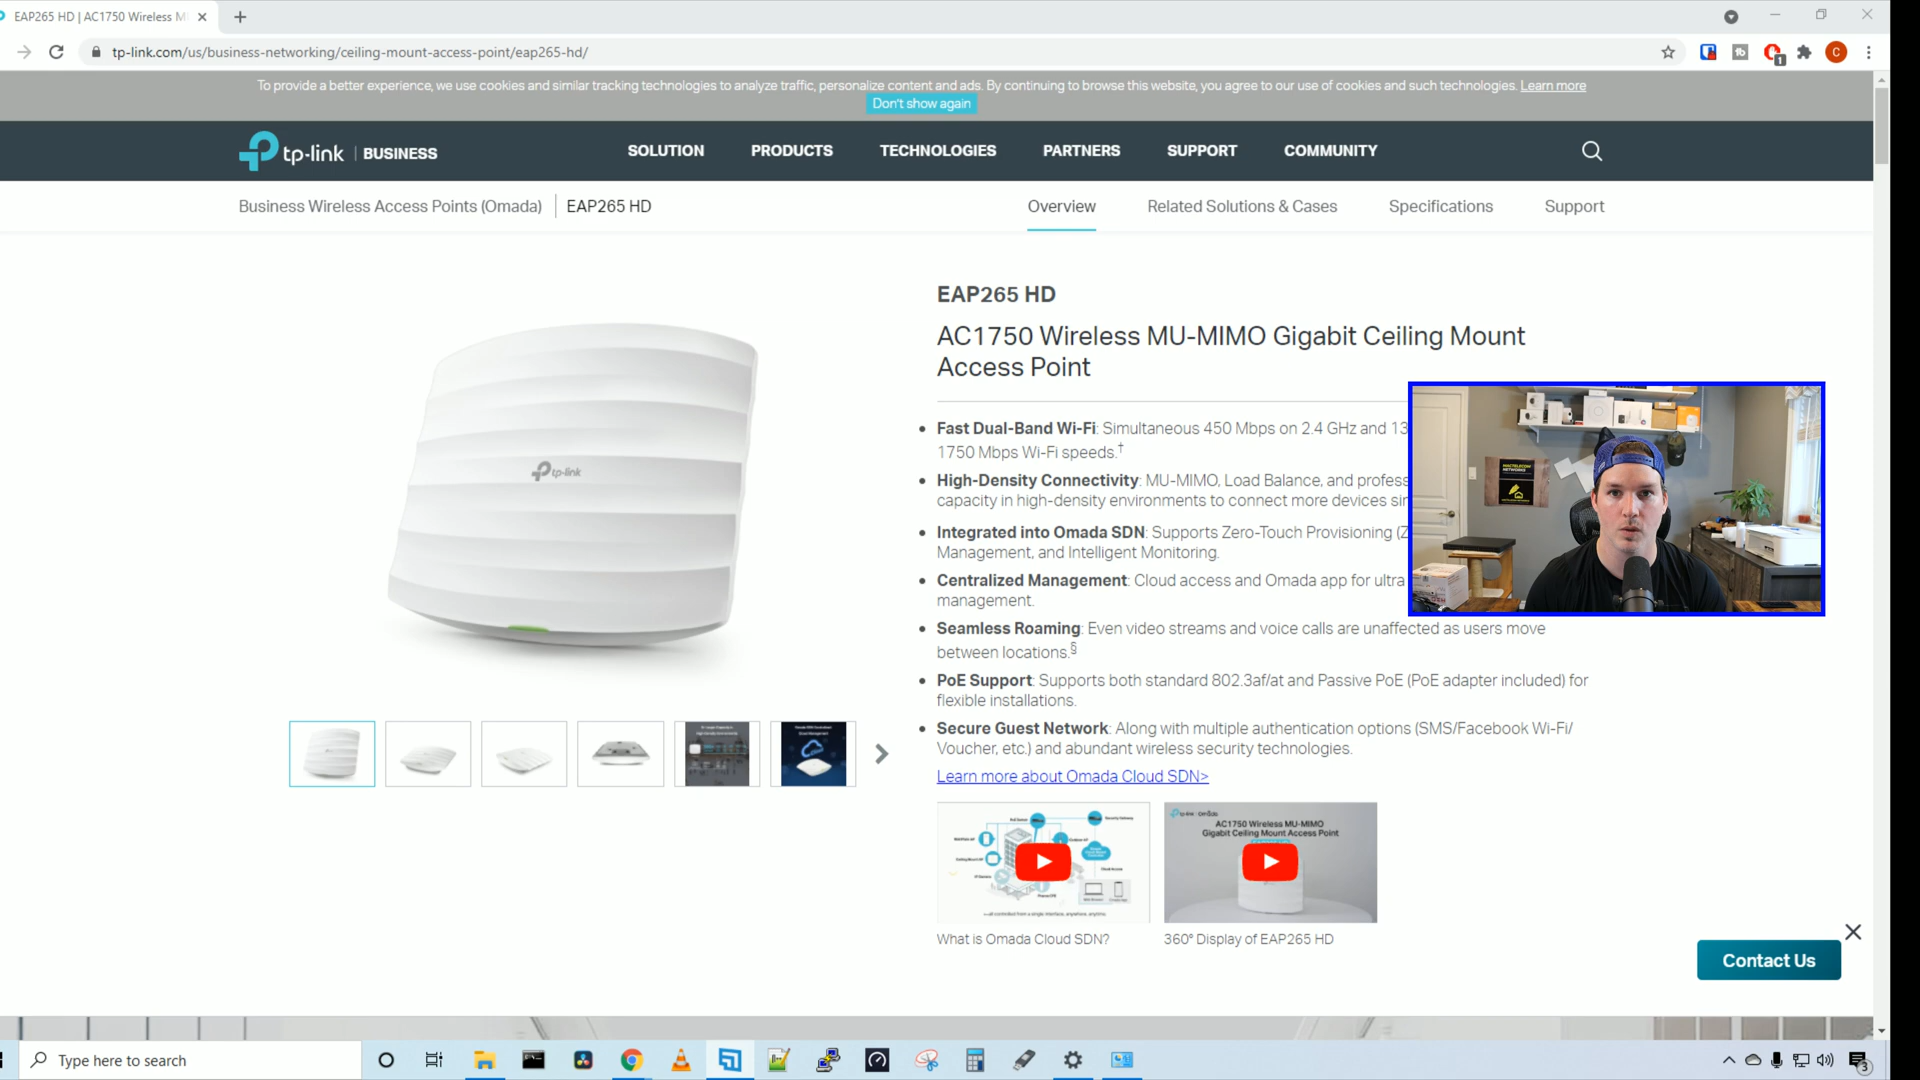 EAP265 HD | AC1750 Wireless M
tp-link.com/us/business-networking/ceiling-mount-access-point/eap265-hd/
To provide a better experience, we use cookies and similar tracking technologies to analyze traffic, personalize content and ads. By continuing to browse this website, you agree to our use of cookies and such technologies. Learn more
Don't show again
tp-link | BUSINESS
SOLUTION
PRODUCTS
TECHNOLOGIES
PARTNERS
SUPPORT
COMMUNITY
Business Wireless Access Points (Omada)
EAP265 HD
Overview
Related Solutions & Cases
Specifications
Support
EAP265 HD
AC1750 Wireless MU-MIMO Gigabit Ceiling Mount
Access Point
tp-link
Fast Dual-Band Wi-Fi: Simultaneous 450 Mbps on 2.4 GHz and 13
1750 Mbps Wi-Fi speeds.†
High-Density Connectivity: MU-MIMO, Load Balance, and profess
capacity in high-density environments to connect more devices sir
Integrated into Omada SDN: Supports Zero-Touch Provisioning (Z
Management, and Intelligent Monitoring.
Centralized Management: Cloud access and Omada app for ultra
management.
Seamless Roaming: Even video streams and voice calls are unaffected as users move
between locations.§
PoE Support: Supports both standard 802.3af/at and Passive PoE (PoE adapter included) for
flexible installations.
Secure Guest Network: Along with multiple authentication options (SMS/Facebook Wi-Fi/
Voucher, etc.) and abundant wireless security technologies.
Learn more about Omada Cloud SDN>
MACTELECOM
NETWORKS
AC1750 Wireless MU-MIMO
Gigabit Ceiling Mount Access Point
What is Omada Cloud SDN?
360° Display of EAP265 HD
Contact Us
Type here to search
3